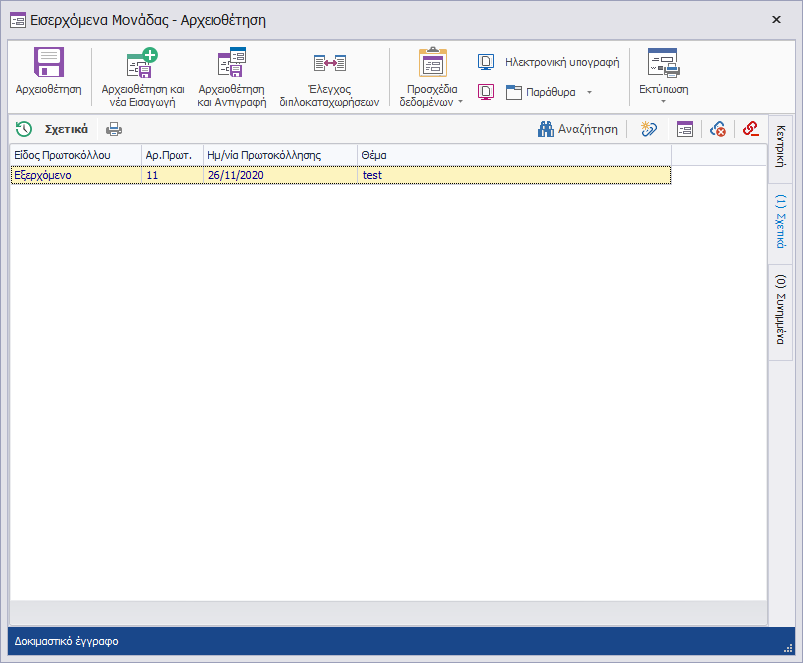 Εισερχόμενα Μονάδας - Αρχειοθέτηση
Αρχειοθέτηση
Αρχειοθέτηση και
νέα Εισαγωγή
Αρχειοθέτηση
και Αντιγραφή
Έλεγχος
διπλοκαταχωρήσεων
Προσχέδια
δεδομένων
Ηλεκτρονική υπογραφή
Παράθυρα
Εκτύπωση
Σχετικά
Αναζήτηση
Είδος Πρωτοκόλλου Αρ.Πρωτ. Ημ/νία Πρωτοκόλλησης Θέμα
Εξερχόμενο 11 26/11/2020 test
Κεντρική
(1) Σχετικά
(0) Συνημμένα
Δοκιμαστικό έγγραφο